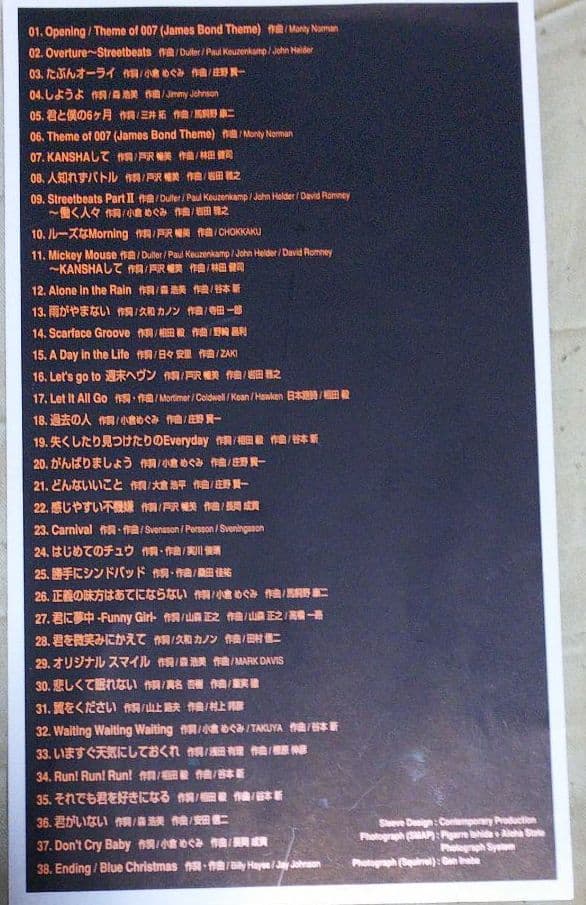 01. Opening / Theme of 007 (James Bond Theme) 作曲 / Monty Norman
02. Overture〜Streetbeats 作曲 / Dulfer / Paul Keuzenkamp / John Helder
03. たぶんオーライ 作詞 / 小倉 めぐみ 作曲 / 庄野 賢一
04. しようよ 作詞 / 森 浩美 作曲 / Jimmy Johnson
05. 君と僕の6ヶ月 作詞 / 三井 拓 作曲 / 馬飼野 康二
06. Theme of 007 (James Bond Theme) 作曲 / Monty Norman
07. KANSHAして 作詞 / 戸沢 暢美 作曲 / 林田 健司
08. 人知れずバトル 作詞 / 戸沢 暢美 作曲 / 岩田 雅之
09. Streetbeats Part II 作曲 / Dulfer / Paul Keuzenkamp / John Helder / David Romney
〜働く人々 作詞 / 小倉 めぐみ 作曲 / 岩田 雅之
10. ルーズなMorning 作詞 / 戸沢 暢美 作曲 / CHOKKAKU
11. Mickey Mouse 作曲 / Dulfer / Paul Keuzenkamp / John Helder / David Romney
〜KANSHAして 作詞 / 戸沢 暢美 作曲 / 林田 健司
12. Alone in the Rain 作詞 / 森 浩美 作曲 / 谷本 新
13. 雨がやまない 作詞 / 久和 カノン 作曲 / 寺田 一郎
14. Scarface Groove 作詞 / 相田 毅 作曲 / 野崎 昌利
15. A Day in the Life 作詞 / 日々 安里 作曲 / ZAKI
16. Let's go to 週末ヘヴン 作詞 / 戸沢 暢美 作曲 / 岩田 雅之
17. Let It All Go 作詞・作曲 / Mortimer / Coldwell / Kean / Hawken 日本語詩 / 相田 毅
18. 過去の人 作詞 / 小倉めぐみ 作曲 / 庄野 賢一
19. 失くしたり見つけたりのEveryday 作詞 / 相田 毅 作曲 / 谷本 新
20. がんばりましょう 作詞 / 小倉 めぐみ 作曲 / 庄野 賢一
21. どんないいこと 作詞 / 大倉 浩平 作曲 / 庄野 賢一
22. 感じやすい不機嫌 作詞 / 戸沢 暢美 作曲 / 長岡 成貢
23. Carnival 作詞・作曲 / Svensson / Persson / Sveningsson
24. はじめてのチュウ 作詞・作曲 / 実川 俊晴
25. 勝手にシンドバッド 作詞・作曲 / 桑田 佳祐
26. 正義の味方はあてにならない 作詞 / 小倉 めぐみ 作曲 / 馬飼野 康二
27. 君に夢中 -Funny Girl- 作詞 / 山森 正之 作曲 / 山森 正之 / 高橋 一路
28. 君を微笑みにかえて 作詞 / 久和 カノン 作曲 / 田村 信二
29. オリジナル スマイル 作詞 / 森 浩美 作曲 / MARK DAVIS
30. 悲しくて眠れない 作詞 / 真名 杏樹 作曲 /
31. 翼をください 作詞 / 山上 路夫 作曲 / 村上 邦彦
32. Waiting Waiting Waiting 作詞 / 小倉 めぐみ / TAKUYA 作曲 / 谷本 新
33. いますぐ天気にしておくれ 作詞 / 浅田 有理 作曲 / 櫻原 伸彦
34. Run! Run! Run! 作詞 / 相田 毅 作曲 / 谷本 新
35. それでも君を好きになる 作詞 / 相田 毅 作曲 / 谷本 新
36. 君がいない 作詞 / 森 浩美 作曲 / 安田 信二
37. Don't Cry Baby 作詞 / 小倉 めぐみ 作曲 / 長岡 成貢
38. Ending / Blue Christmas 作詞・作曲 / Billy Hayes / Jay Johnson
Sleeve Design : Contemporary Production
Photograph (SMAP) : Pigarre Ishida + Aloha State
Photograph System
Photograph (Squirrel) : Gen Inaba